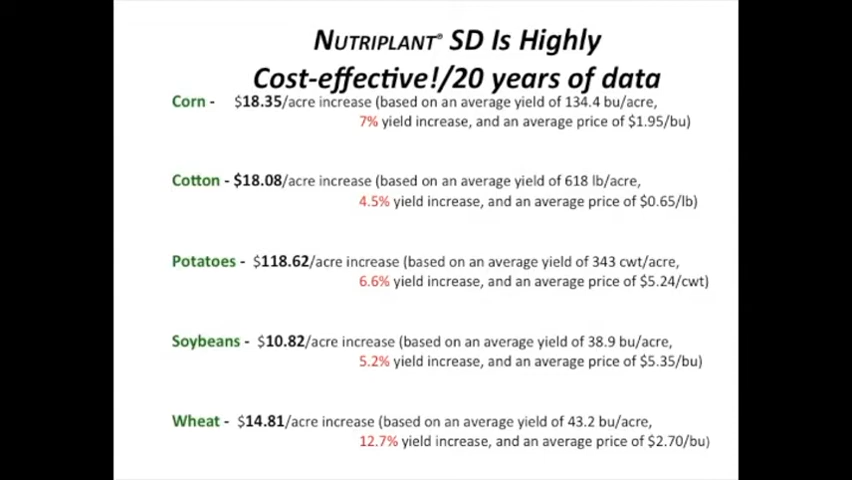 NUTRIPLANT® SD Is Highly
Cost-effective!/20 years of data
Corn - $18.35/acre increase (based on an average yield of 134.4 bu/acre,
7% yield increase, and an average price of $1.95/bu)
Cotton - $18.08/acre increase (based on an average yield of 618 lb/acre,
4.5% yield increase, and an average price of $0.65/lb)
Potatoes - $118.62/acre increase (based on an average yield of 343 cwt/acre,
6.6% yield increase, and an average price of $5.24/cwt)
Soybeans - $10.82/acre increase (based on an average yield of 38.9 bu/acre,
5.2% yield increase, and an average price of $5.35/bu)
Wheat - $14.81/acre increase (based on an average yield of 43.2 bu/acre,
12.7% yield increase, and an average price of $2.70/bu)